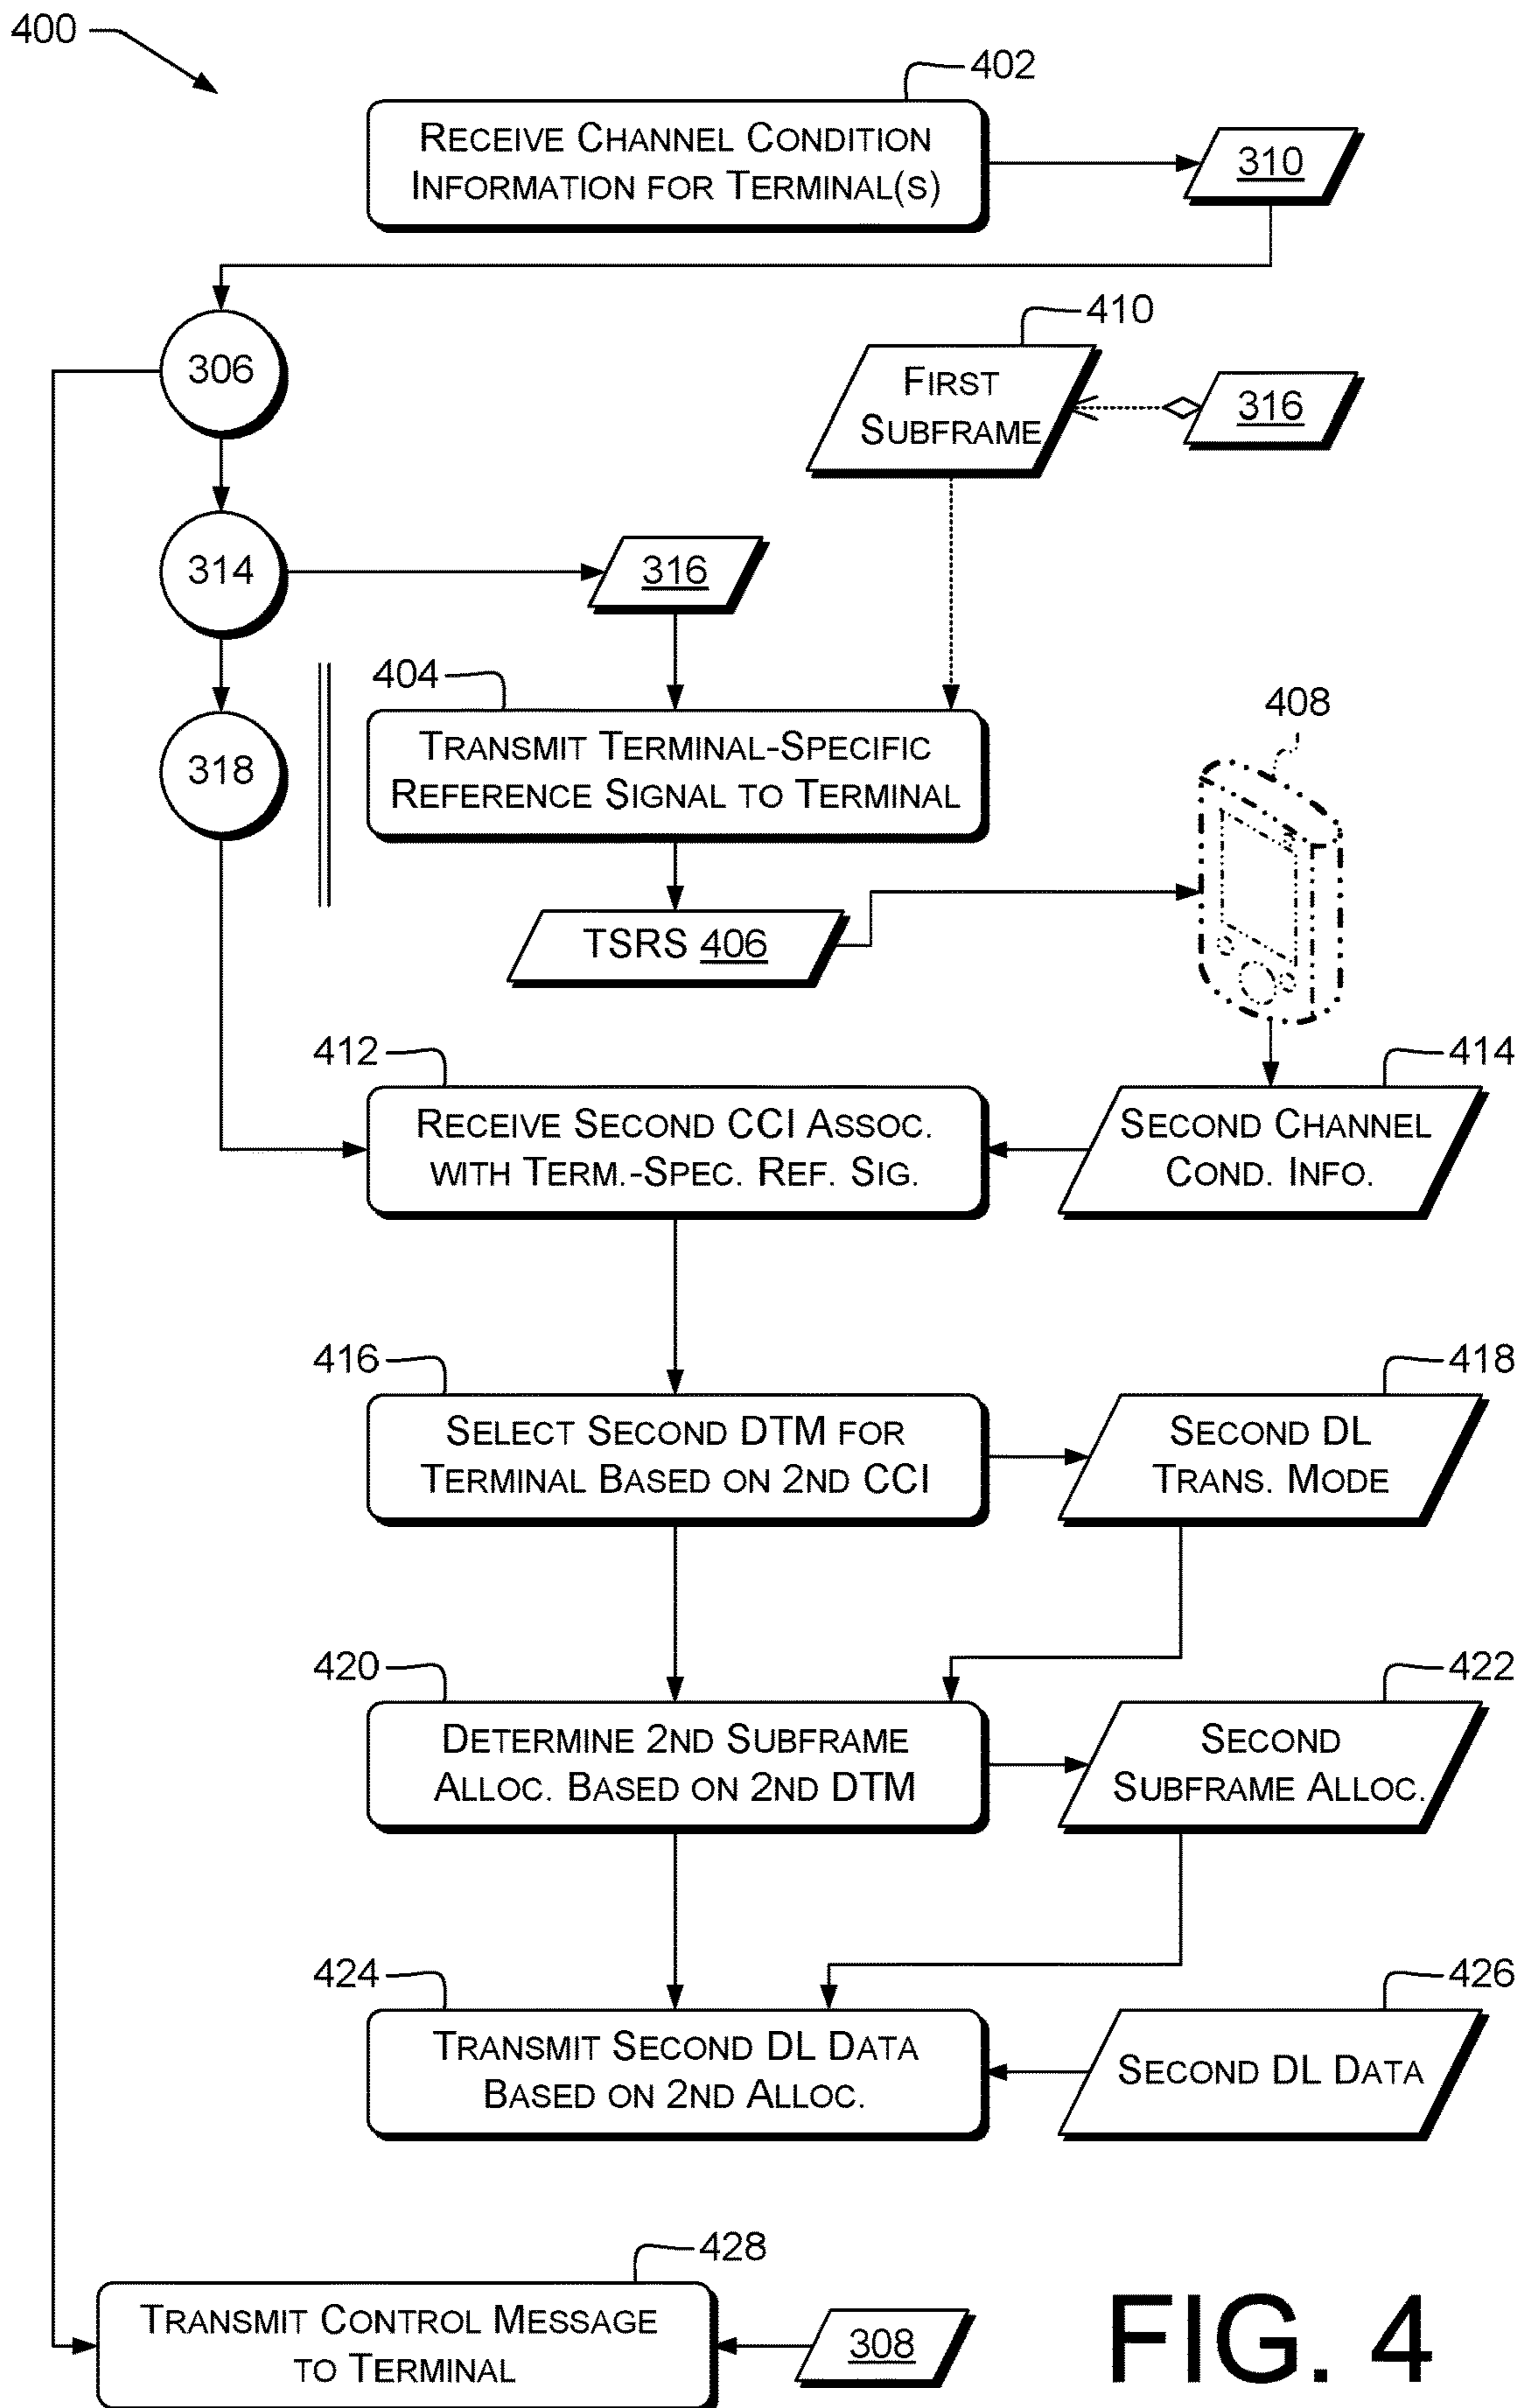 400
402
RECEIVE CHANNEL CONDITION
INFORMATION FOR TERMINAL(S)
310
306
410
FIRST
SUBFRAME
316
314
316
404
TRANSMIT TERMINAL-SPECIFIC
REFERENCE SIGNAL TO TERMINAL
318
408
TSRS 406
412
RECEIVE SECOND CCI ASSOC.
WITH TERM.-SPEC. REF. SIG.
414
SECOND CHANNEL
COND. INFO.
416
SELECT SECOND DTM FOR
TERMINAL BASED ON 2ND CCI
418
SECOND DL
TRANS. MODE
420
DETERMINE 2ND SUBFRAME
ALLOC. BASED ON 2ND DTM
422
SECOND
SUBFRAME ALLOC.
424
TRANSMIT SECOND DL DATA
BASED ON 2ND ALLOC.
426
SECOND DL DATA
428
TRANSMIT CONTROL MESSAGE
TO TERMINAL
308
FIG. 4